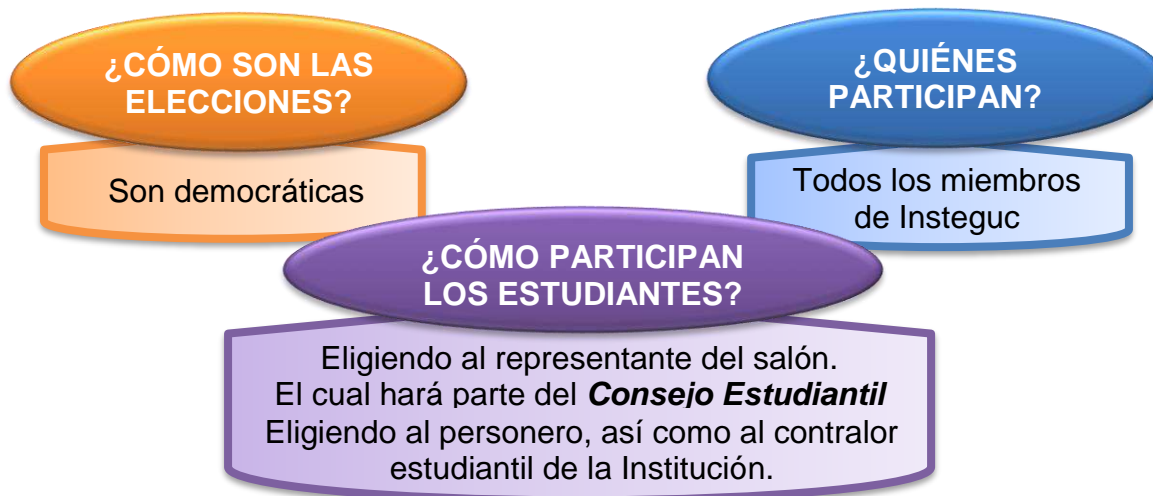 ¿CÓMO SON LAS
ELECCIONES?
Son democráticas
¿QUIÉNES
PARTICIPAN?
Todos los miembros
de Insteguc
¿CÓMO PARTICIPAN
LOS ESTUDIANTES?
Eligiendo al representante del salón.
El cual hará parte del Consejo Estudiantil
Eligiendo al personero, así como al contralor
estudiantil de la Institución.